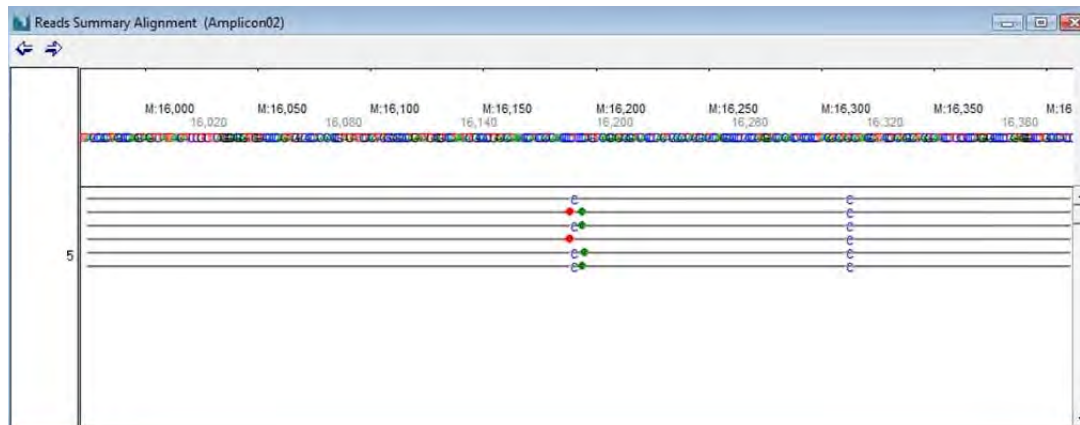 Reads Summary Alignment (Amplicon02)
M:16,000 M:16,050 M:16,100 M:16,150 M:16,200 M:16,250 M:16,300 M:16,350 M:16
16,020 16,080 16,140 16,200 16,260 16,320 16,380
C C
C
C C
C
5
C C
C C